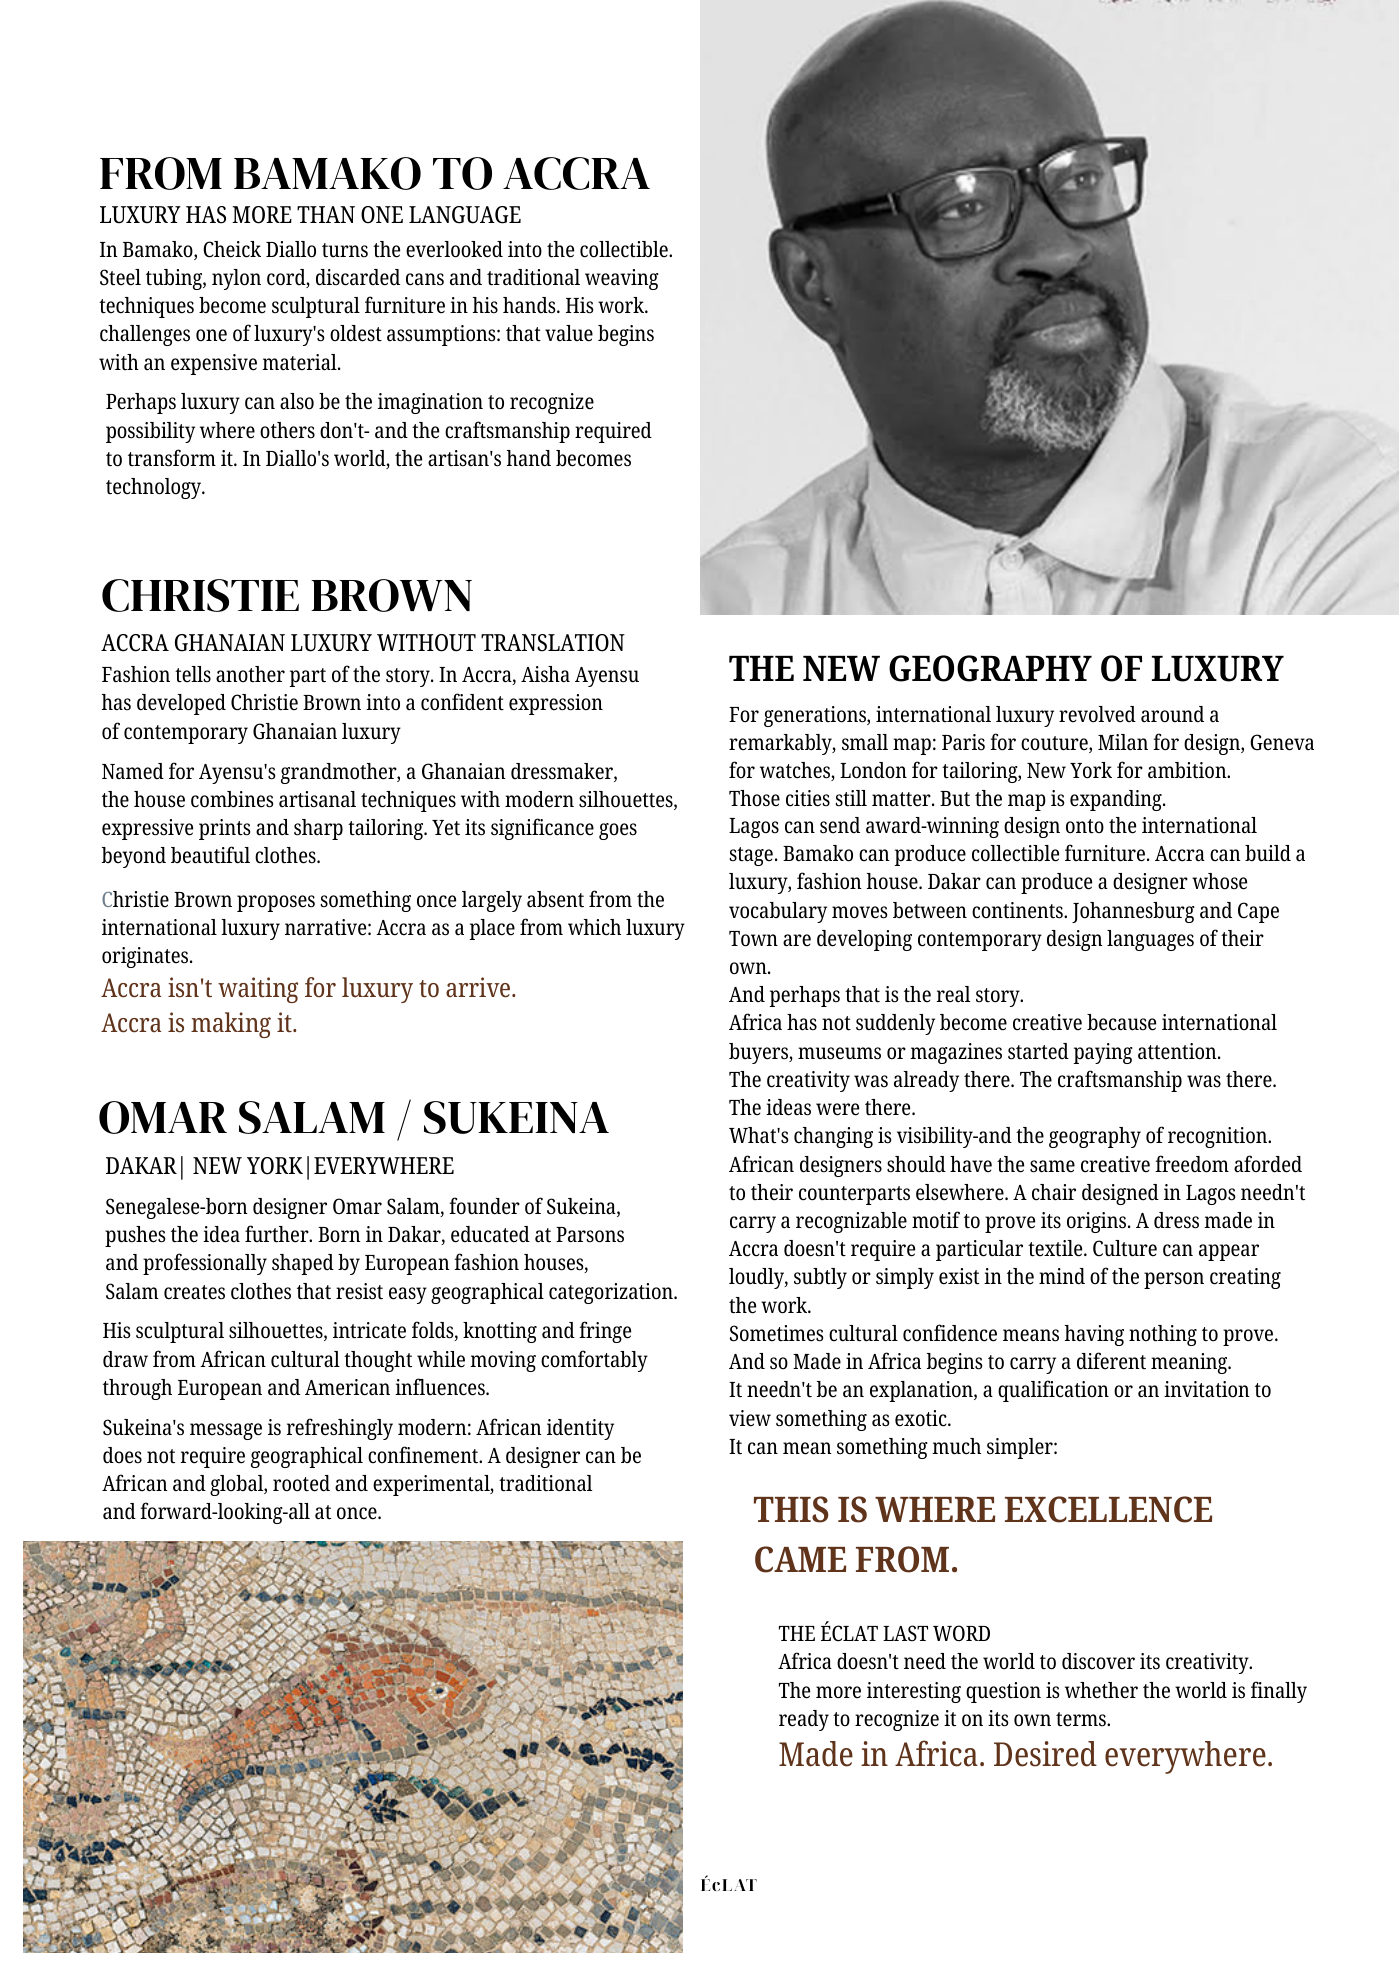 FROM BAMAKO TO ACCRA
LUXURY HAS MORE THAN ONE LANGUAGE
In Bamako, Cheick Diallo turns the everlooked into the collectible.
Steel tubing, nylon cord, discarded cans and traditional weaving
techniques become sculptural furniture in his hands. His work.
challenges one of luxury's oldest assumptions: that value begins
with an expensive material.
Perhaps luxury can also be the imagination to recognize
possibility where others don't- and the craftsmanship required
to transform it. In Diallo's world, the artisan's hand becomes
technology.
CHRISTIE BROWN
ACCRA GHANAIAN LUXURY WITHOUT TRANSLATION
Fashion tells another part of the story. In Accra, Aisha Ayensu
has developed Christie Brown into a confident expression
of contemporary Ghanaian luxury
Named for Ayensu's grandmother, a Ghanaian dressmaker,
the house combines artisanal techniques with modern silhouettes,
expressive prints and sharp tailoring. Yet its significance goes
beyond beautiful clothes.
Christie Brown proposes something once largely absent from the
international luxury narrative: Accra as a place from which luxury
originates.
Accra isn't waiting for luxury to arrive.
Accra is making it.
OMAR SALAM / SUKEINA
DAKAR| NEW YORK|EVERYWHERE
Senegalese-born designer Omar Salam, founder of Sukeina,
pushes the idea further. Born in Dakar, educated at Parsons
and professionally shaped by European fashion houses,
Salam creates clothes that resist easy geographical categorization.
His sculptural silhouettes, intricate folds, knotting and fringe
draw from African cultural thought while moving comfortably
through European and American influences.
Sukeina's message is refreshingly modern: African identity
does not require geographical confinement. A designer can be
African and global, rooted and experimental, traditional
and forward-looking-all at once.
THE NEW GEOGRAPHY OF LUXURY
For generations, international luxury revolved around a
remarkably, small map: Paris for couture, Milan for design, Geneva
for watches, London for tailoring, New York for ambition.
Those cities still matter. But the map is expanding.
Lagos can send award-winning design onto the international
stage. Bamako can produce collectible furniture. Accra can build a
luxury, fashion house. Dakar can produce a designer whose
vocabulary moves between continents. Johannesburg and Cape
Town are developing contemporary design languages of their
own.
And perhaps that is the real story.
Africa has not suddenly become creative because international
buyers, museums or magazines started paying attention.
The creativity was already there. The craftsmanship was there.
The ideas were there.
What's changing is visibility-and the geography of recognition.
African designers should have the same creative freedom aforded
to their counterparts elsewhere. A chair designed in Lagos needn't
carry a recognizable motif to prove its origins. A dress made in
Accra doesn't require a particular textile. Culture can appear
loudly, subtly or simply exist in the mind of the person creating
the work.
Sometimes cultural confidence means having nothing to prove.
And so Made in Africa begins to carry a diferent meaning.
It needn't be an explanation, a qualification or an invitation to
view something as exotic.
It can mean something much simpler:
THIS IS WHERE EXCELLENCE
CAME FROM.
THE ÉCLAT LAST WORD
Africa doesn't need the world to discover its creativity.
The more interesting question is whether the world is finally
ready to recognize it on its own terms.
Made in Africa. Desired everywhere.
ÉcLAT